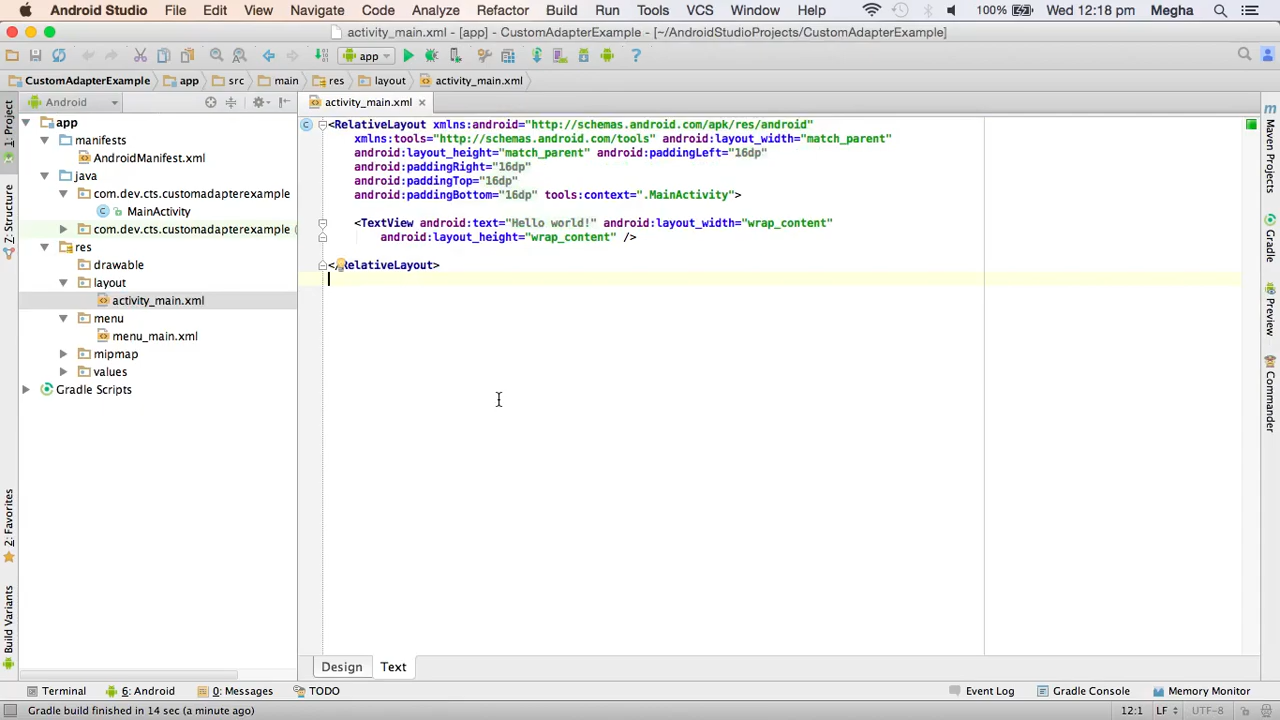 Android Studio File Edit View Navigate Code Analyze Refactor Build Run Tools VCS Window Help 100% Wed 12:18 pm Megha
activity_main.xml - [app] - CustomAdapterExample - [~/AndroidStudioProjects/CustomAdapterExample]
app
CustomAdapterExample app src main res layout activity_main.xml
Android
activity_main.xml
app
manifests
AndroidManifest.xml
java
com.dev.cts.customadapterexample
MainActivity
com.dev.cts.customadapterexample
res
drawable
layout
activity_main.xml
menu
menu_main.xml
mipmap
values
Gradle Scripts
<RelativeLayout xmlns:android="http://schemas.android.com/apk/res/android"
xmlns:tools="http://schemas.android.com/tools" android:layout_width="match_parent"
android:layout_height="match_parent" android:paddingLeft="16dp"
android:paddingRight="16dp"
android:paddingTop="16dp"
android:paddingBottom="16dp" tools:context=".MainActivity">
<TextView android:text="Hello world!" android:layout_width="wrap_content"
android:layout_height="wrap_content" />
</RelativeLayout>
1: Project
Z: Structure
2: Favorites
Build Variants
Maven Projects
Gradle
Preview
Commander
Design Text
Terminal 6: Android 0: Messages TODO Event Log Gradle Console Memory Monitor
Gradle build finished in 14 sec (a minute ago) 12:1 LF UTF-8